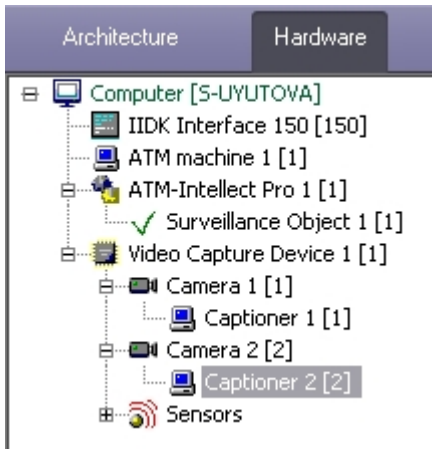 Architecture Hardware
Computer [S-UYUTOVA]
IIDK Interface 150 [150]
ATM machine 1 [1]
ATM-Intellect Pro 1 [1]
Surveillance Object 1 [1]
Video Capture Device 1 [1]
Camera 1 [1]
Captioner 1 [1]
Camera 2 [2]
Captioner 2 [2]
Sensors